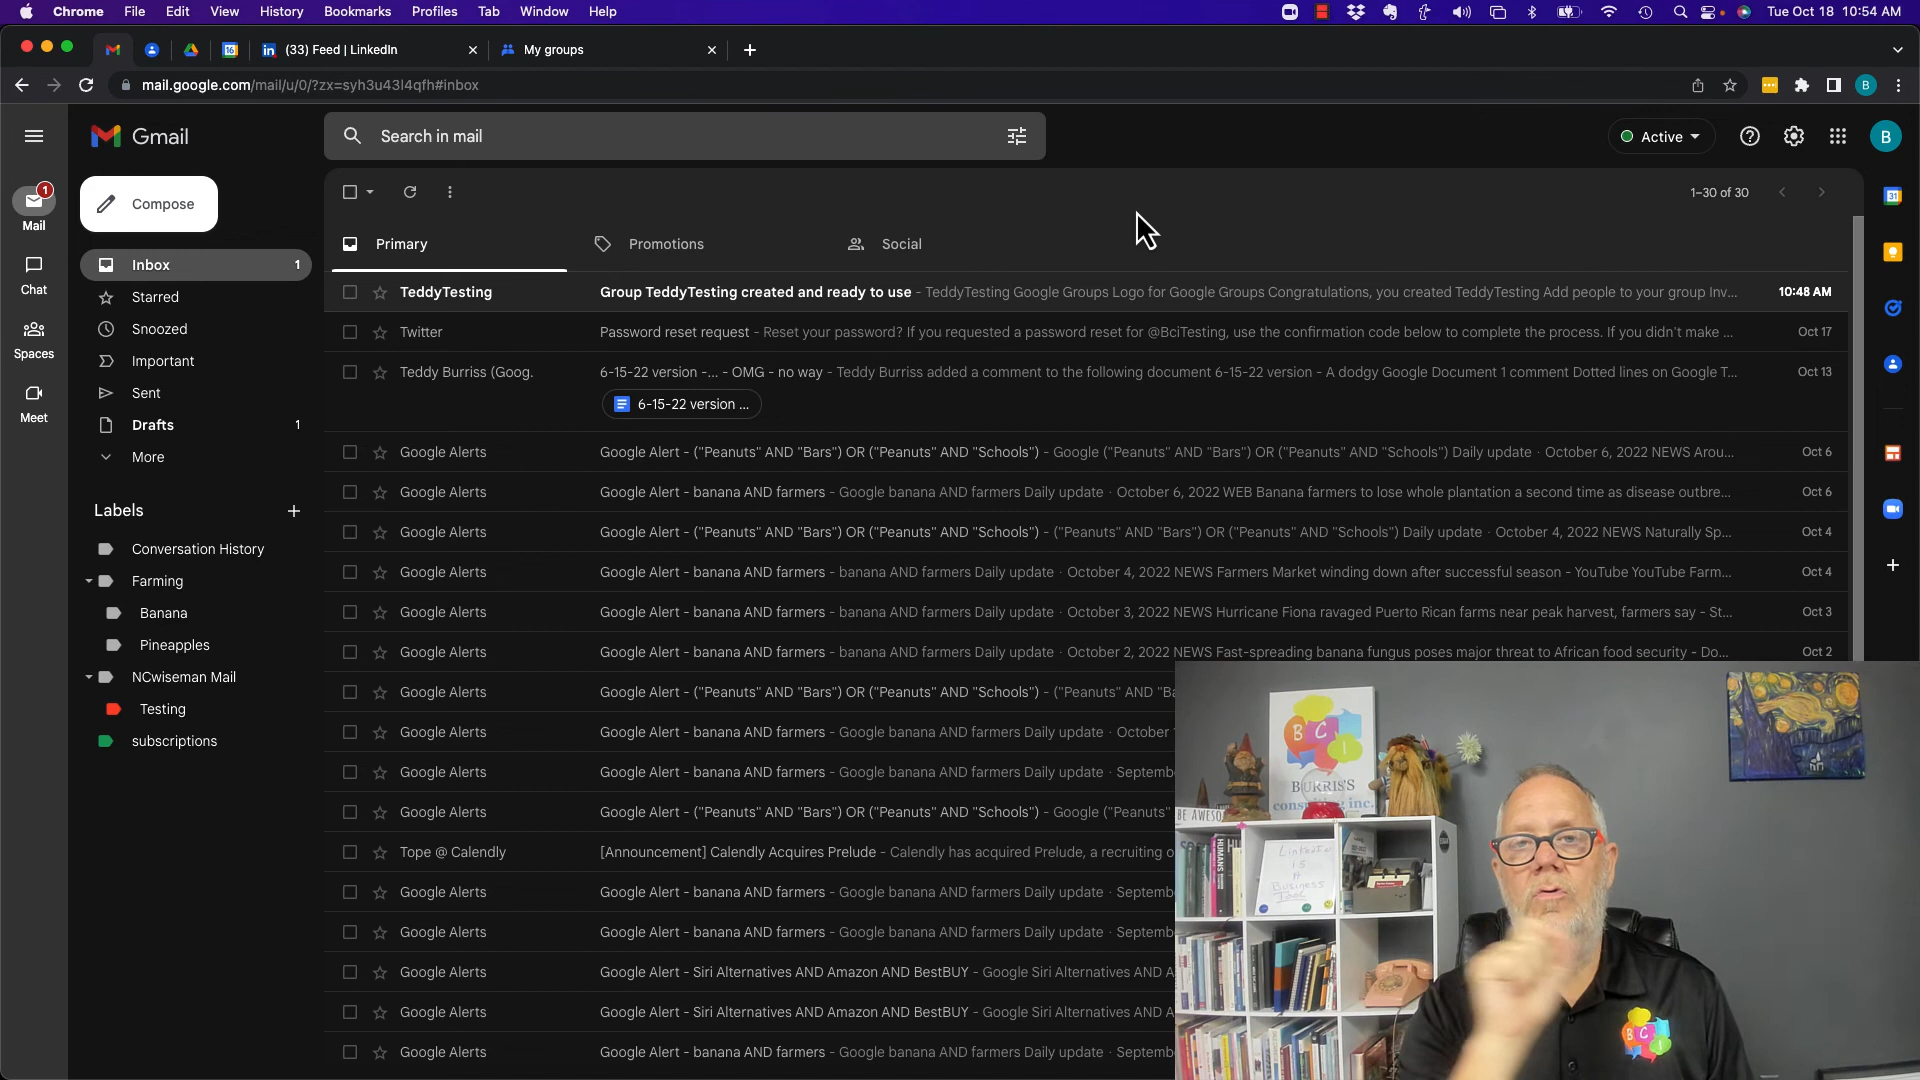 Chrome File Edit View History Bookmarks Profiles Tab Window Help Tue Oct 18 10:54 AM
(33) Feed | LinkedIn My groups
mail.google.com/mail/u/0/?zx=syh3u43l4qfh#inbox
Gmail Search in mail Active B
Compose
1–30 of 30
1
Mail
Chat
Spaces
Meet
Inbox 1
Starred
Snoozed
Important
Sent
Drafts 1
More
Labels
Conversation History
Farming
Banana
Pineapples
NCwiseman Mail
Testing
subscriptions
Primary Promotions Social
TeddyTesting Group TeddyTesting created and ready to use - TeddyTesting Google Groups Logo for Google Groups Congratulations, you created TeddyTesting Add people to your group Inv... 10:48 AM
Twitter Password reset request - Reset your password? If you requested a password reset for @BciTesting, use the confirmation code below to complete the process. If you didn't make ... Oct 17
Teddy Burriss (Goog. 6-15-22 version -... - OMG - no way - Teddy Burriss added a comment to the following document 6-15-22 version - A dodgy Google Document 1 comment Dotted lines on Google T... Oct 13
6-15-22 version ...
Google Alerts Google Alert - ("Peanuts" AND "Bars") OR ("Peanuts" AND "Schools") - Google ("Peanuts" AND "Bars") OR ("Peanuts" AND "Schools") Daily update · October 6, 2022 NEWS Arou... Oct 6
Google Alerts Google Alert - banana AND farmers - Google banana AND farmers Daily update · October 6, 2022 WEB Banana farmers to lose whole plantation a second time as disease outbre... Oct 6
Google Alerts Google Alert - ("Peanuts" AND "Bars") OR ("Peanuts" AND "Schools") - ("Peanuts" AND "Bars") OR ("Peanuts" AND "Schools") Daily update · October 4, 2022 NEWS Naturally Sp... Oct 4
Google Alerts Google Alert - banana AND farmers - banana AND farmers Daily update · October 4, 2022 NEWS Farmers Market winding down after successful season - YouTube YouTube Farm... Oct 4
Google Alerts Google Alert - banana AND farmers - banana AND farmers Daily update · October 3, 2022 NEWS Hurricane Fiona ravaged Puerto Rican farms near peak harvest, farmers say - St... Oct 3
Google Alerts Google Alert - banana AND farmers - banana AND farmers Daily update · October 2, 2022 NEWS Fast-spreading banana fungus poses major threat to African food security - Do... Oct 2
Google Alerts Google Alert - ("Peanuts" AND "Bars") OR ("Peanuts" AND "Schools") - ("Peanuts" AND "Ba
Google Alerts Google Alert - banana AND farmers - banana AND farmers Daily update · October
Google Alerts Google Alert - banana AND farmers - Google banana AND farmers Daily update · Septembe
Google Alerts Google Alert - ("Peanuts" AND "Bars") OR ("Peanuts" AND "Schools") - Google ("Peanuts"
Tope @ Calendly [Announcement] Calendly Acquires Prelude - Calendly has acquired Prelude, a recruiting o
Google Alerts Google Alert - banana AND farmers - Google banana AND farmers Daily update · Septembe
Google Alerts Google Alert - banana AND farmers - Google banana AND farmers Daily update · Septembe
Google Alerts Google Alert - Siri Alternatives AND Amazon AND BestBUY - Google Siri Alternatives AND A
Google Alerts Google Alert - Siri Alternatives AND Amazon AND BestBUY - Google Siri Alternatives AND A
Google Alerts Google Alert - banana AND farmers - Google banana AND farmers Daily update · Septembe
BCI
BURRIS'S
consulting inc.
BE AWESO
HUMANS
LinkedIn
is
A
Business
Tool
BCI